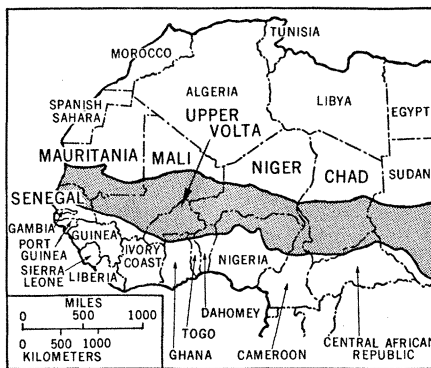 TUNISIA
MOROCCO
ALGERIA
LIBYA
EGYPT
SPANISH
SAHARA
UPPER
VOLTA
MAURITANIA
MALI
NIGER
CHAD
SUDAN
SENEGAL
GAMBIA
PORT
GUINEA
GUINEA
SIERRA
LEONE
LIBERIA
IVORY
COAST
NIGERIA
DAHOMEY
TOGO
GHANA
CAMEROON
CENTRAL AFRICAN
REPUBLIC
MILES
0 500 1000
0 500 1000
KILOMETERS